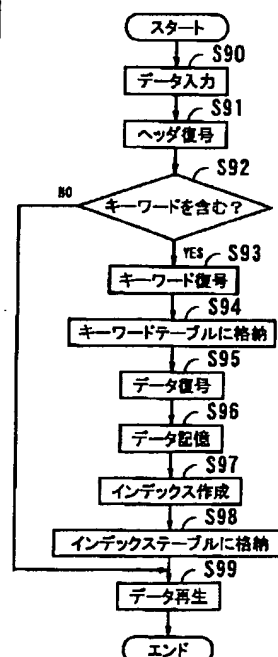 スタート
S90
データ入力
S91
ヘッダ復号
S92
NO
キーワードを含む?
YES
S93
キーワード復号
S94
キーワードテーブルに格納
S95
データ復号
S96
データ記憶
S97
インデックス作成
S98
インデックステーブルに格納
S99
データ再生
エンド